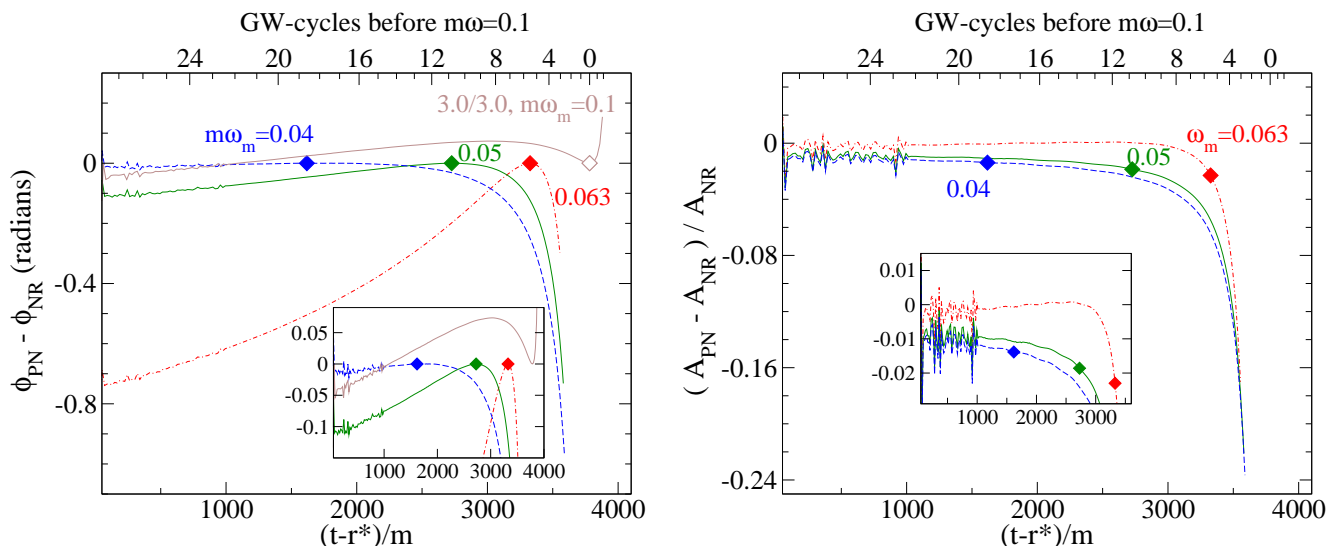 GW-cycles before mω=0.1
24 20 16 12 8 4 0
3.0/3.0, mω_m=0.1
mω_m=0.04
0.05
0.063
0
-0.4
-0.8
ϕ_PN - ϕ_NR (radians)
0.05
0
-0.05
-0.1
1000 2000 3000 4000
1000 2000 3000 4000
(t-r*)/m
GW-cycles before mω=0.1
24 20 16 12 8 6 4 2 0
ω_m=0.063
0.05
0.04
0
-0.08
-0.16
-0.24
( A_PN - A_NR ) / A_NR
0.01
0
-0.01
-0.02
1000 2000 3000
1000 2000 3000 4000
(t-r*)/m